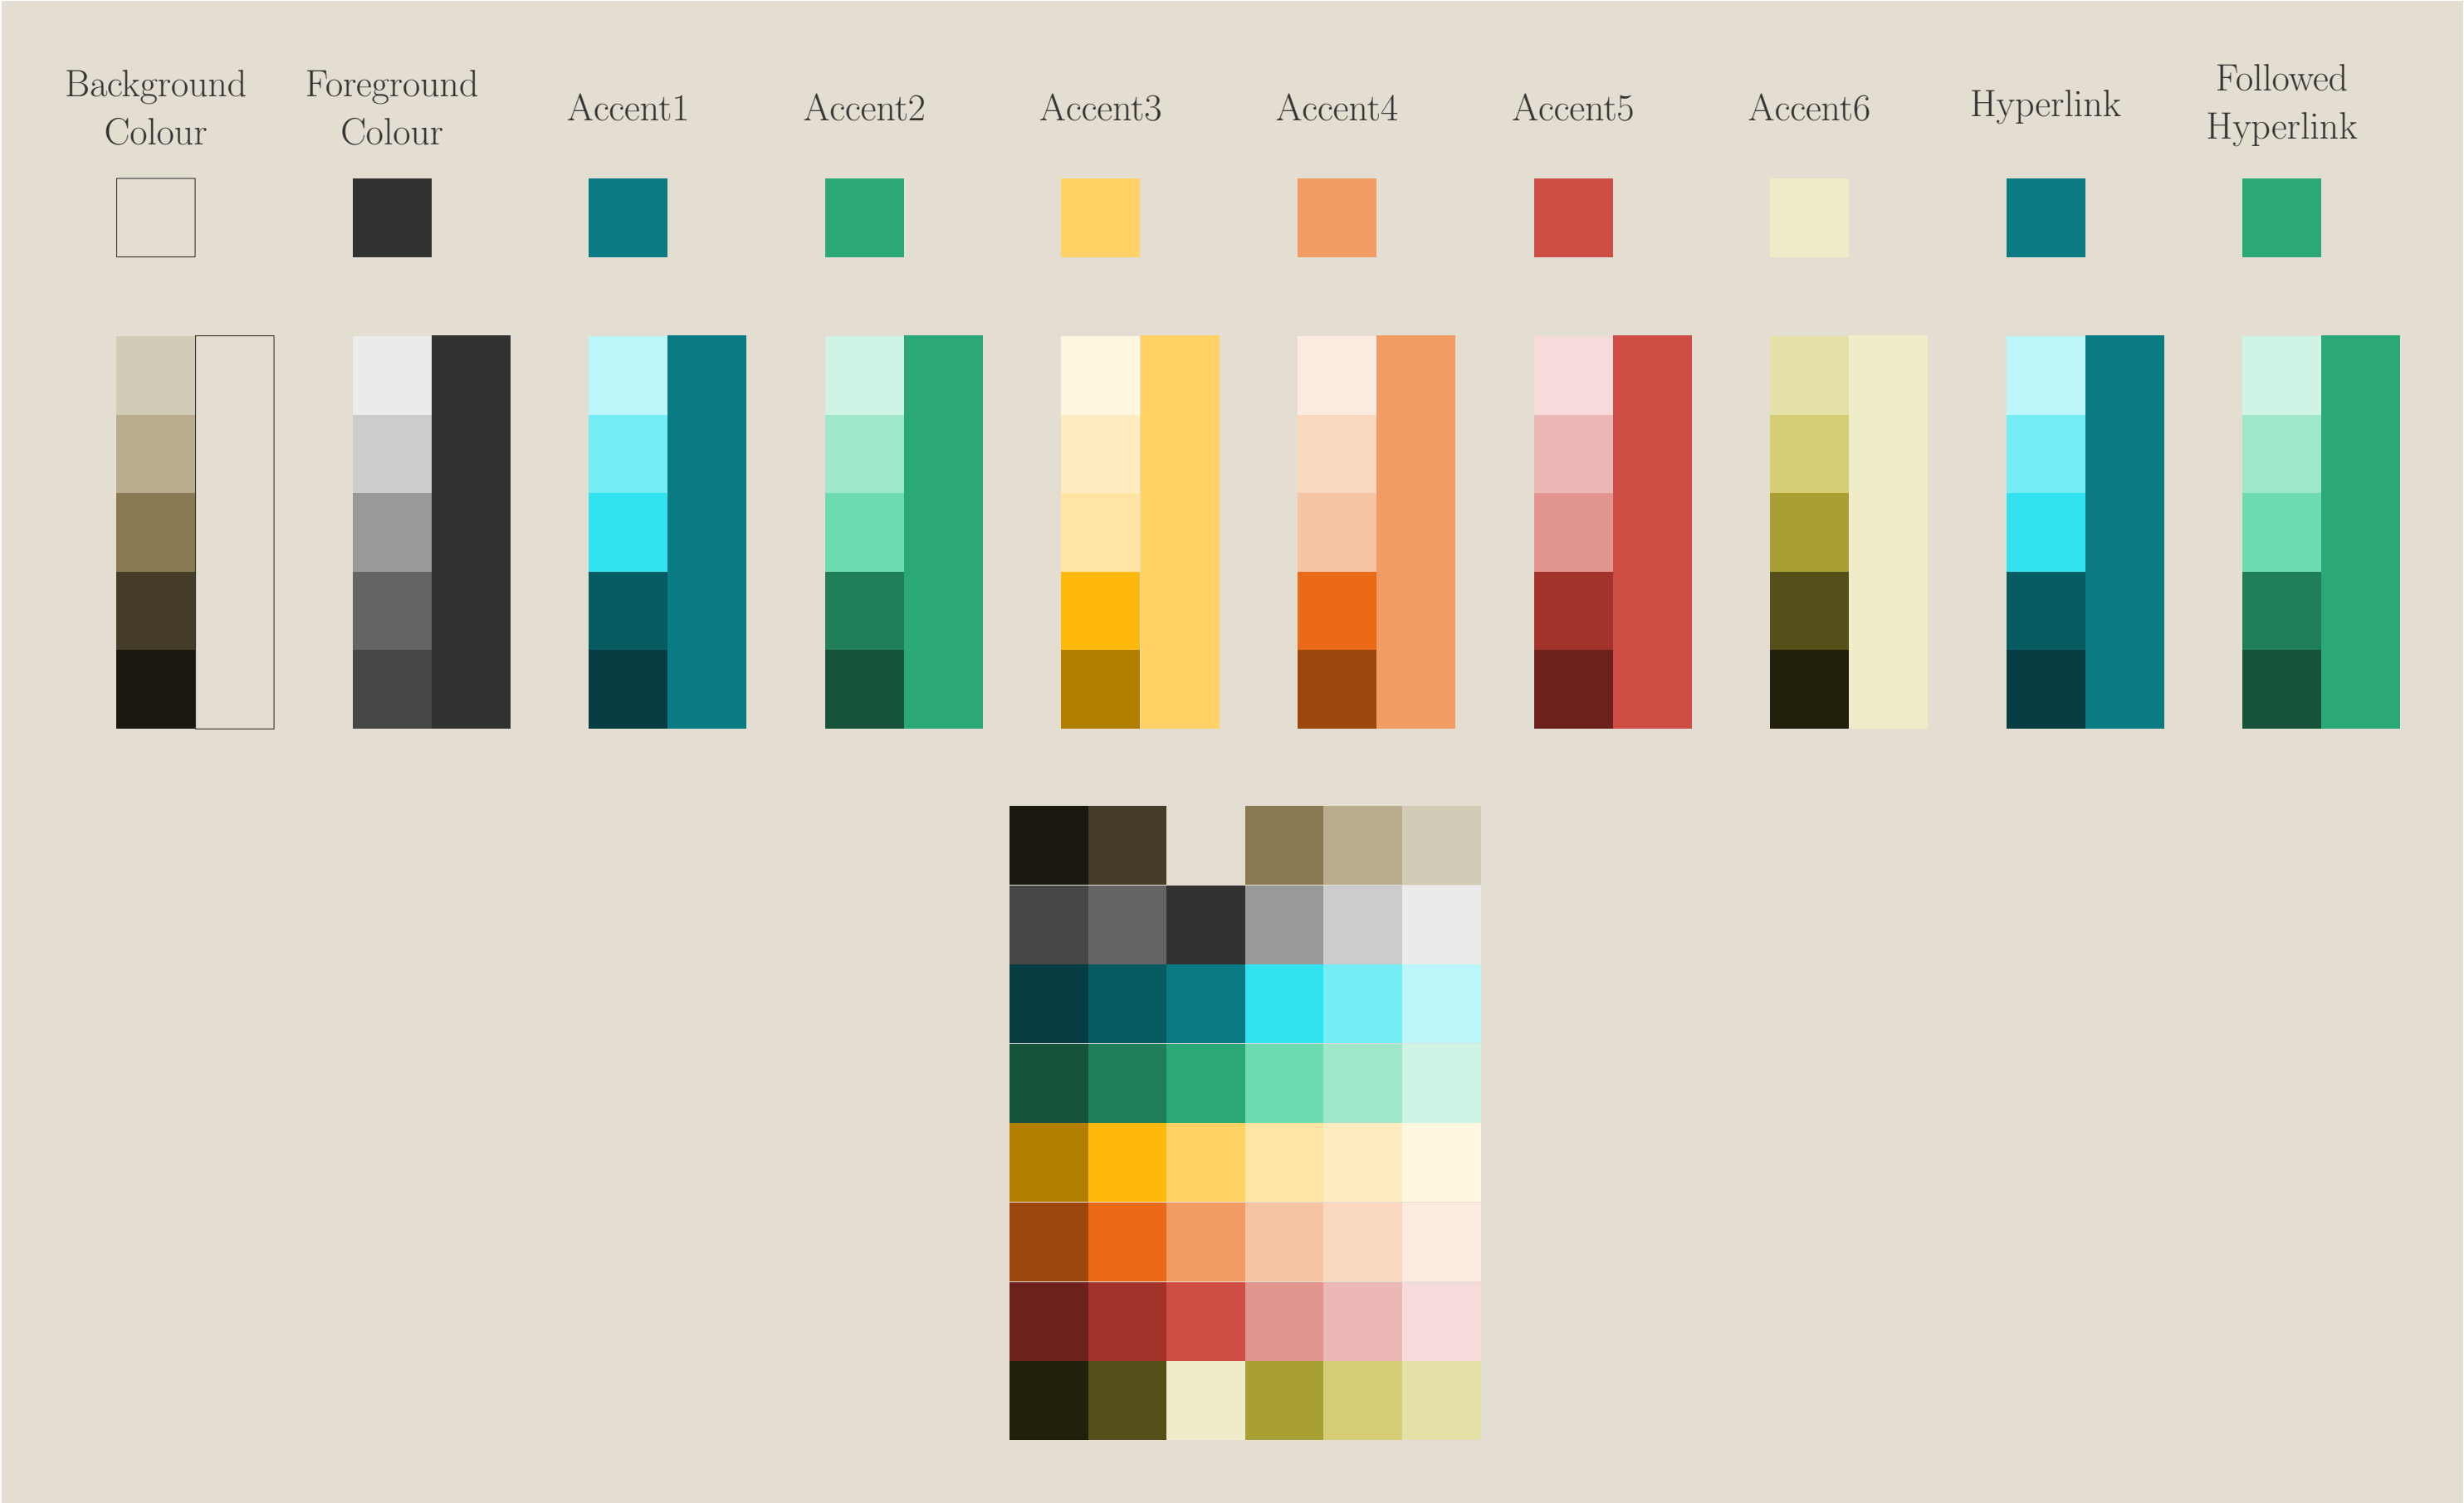 Background
Colour
Foreground
Colour
Accent1
Accent2
Accent3
Accent4
Accent5
Accent6
Hyperlink
Followed
Hyperlink